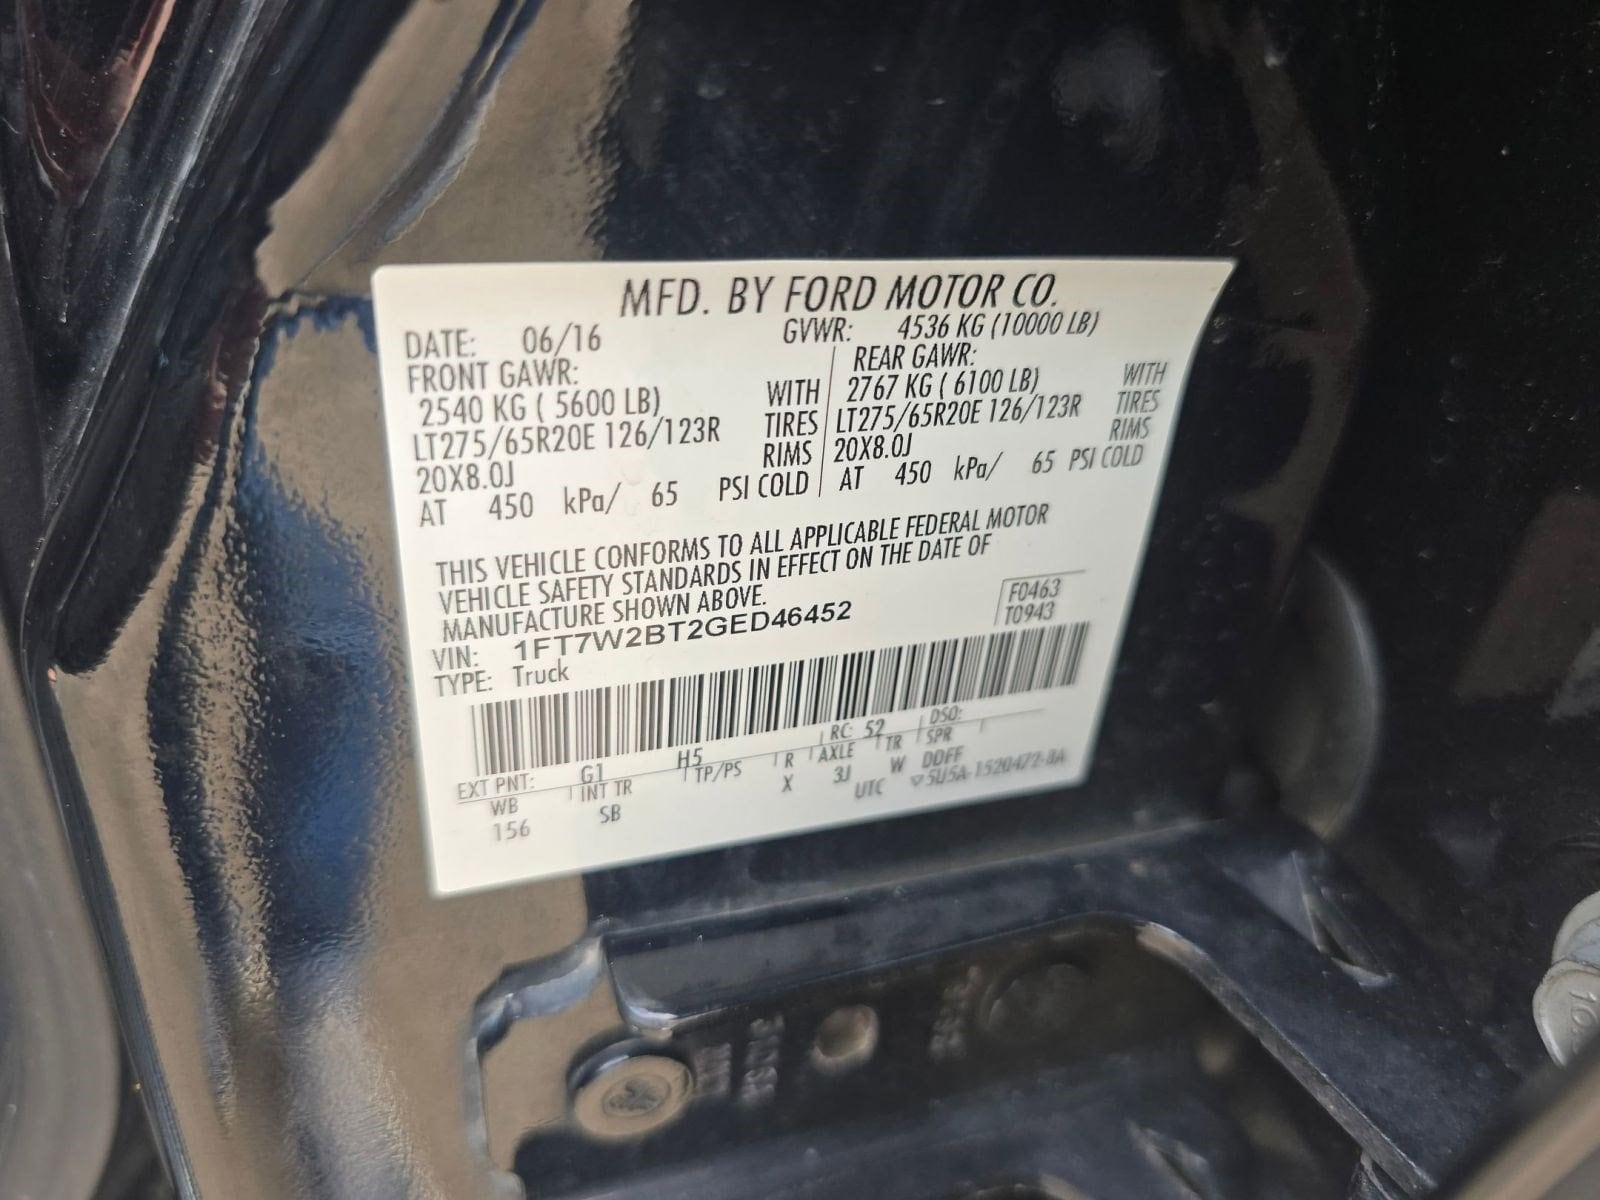 MFD. BY FORD MOTOR CO.
DATE: 06/16 GVWR: 4536 KG (10000 LB)
FRONT GAWR: REAR GAWR:
2540 KG ( 5600 LB) WITH 2767 KG ( 6100 LB) WITH
LT275/65R20E 126/123R TIRES LT275/65R20E 126/123R TIRES
20X8.0J RIMS 20X8.0J RIMS
AT 450 kPa/ 65 PSI COLD AT 450 kPa/ 65 PSI COLD
THIS VEHICLE CONFORMS TO ALL APPLICABLE FEDERAL MOTOR
VEHICLE SAFETY STANDARDS IN EFFECT ON THE DATE OF
MANUFACTURE SHOWN ABOVE.
F0463
T0943
VIN: 1FT7W2BT2GED46452
TYPE: Truck
EXT PNT: G1 H5 RC: 52 DSO:
WB INT TR TP/PS R AXLE TR SPR
156 SB X 3J W DDFF
UTC ▽5U5A-1520472-BA